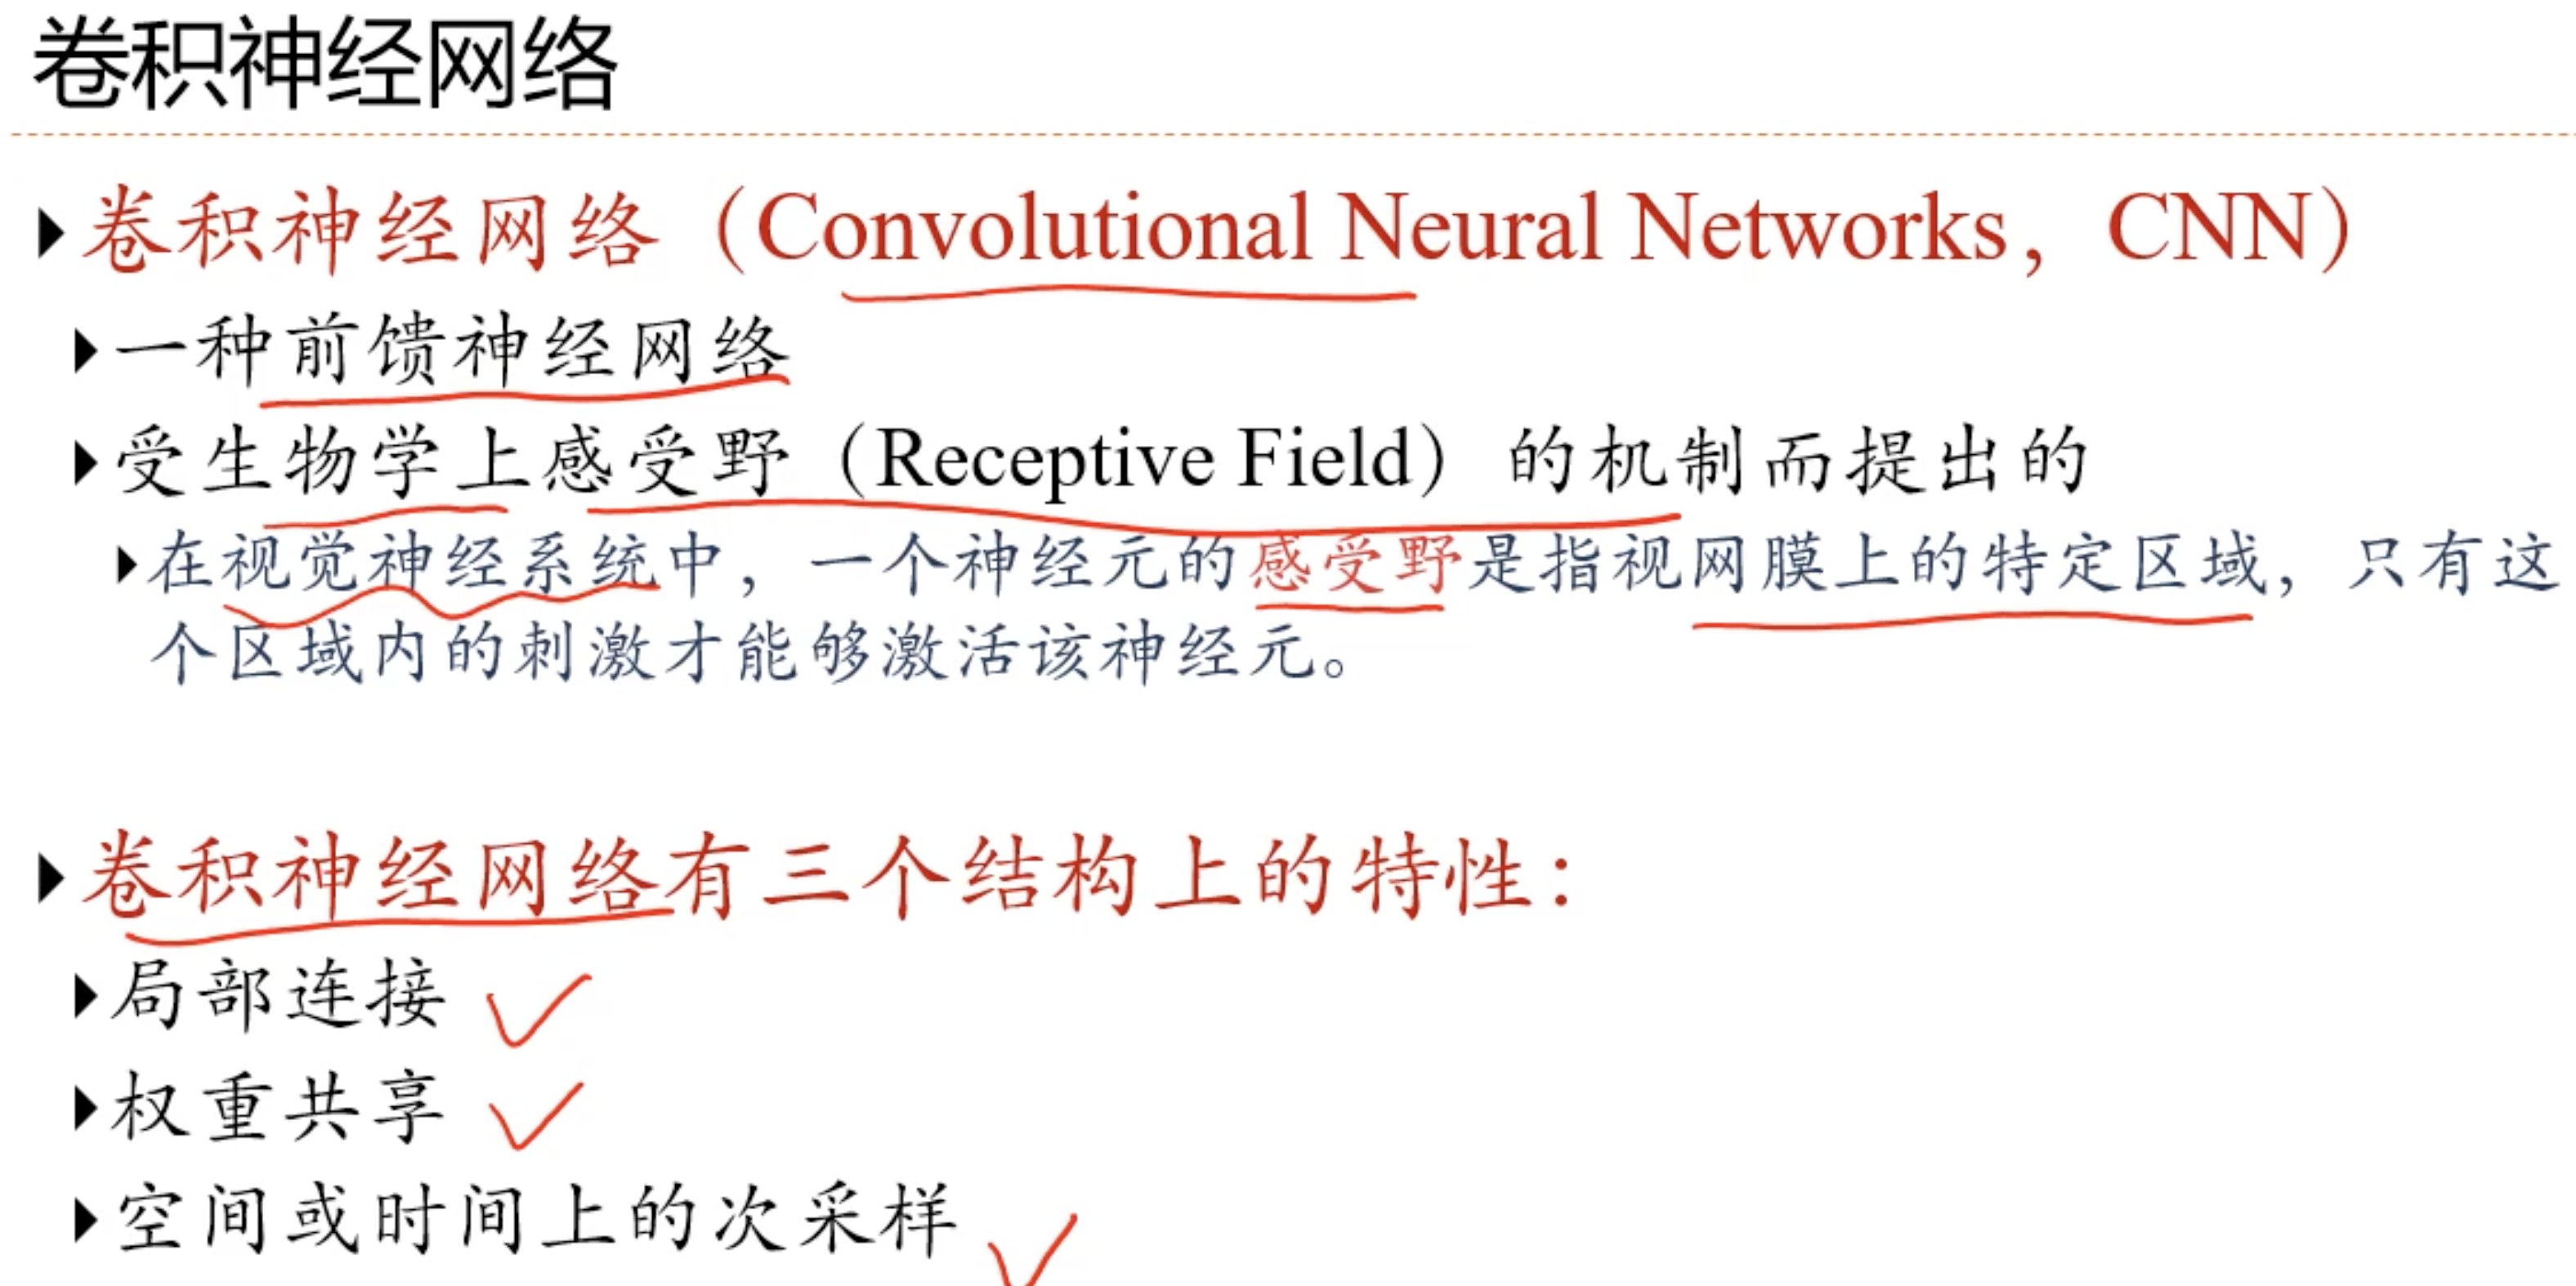 卷积神经网络
卷积神经网络（Convolutional Neural Networks，CNN）
一种前馈神经网络
受生物学上感受野（Receptive Field）的机制而提出的
在视觉神经系统中，一个神经元的感受野是指视网膜上的特定区域，只有这
个区域内的刺激才能够激活该神经元。
卷积神经网络有三个结构上的特性：
局部连接
权重共享
空间或时间上的次采样